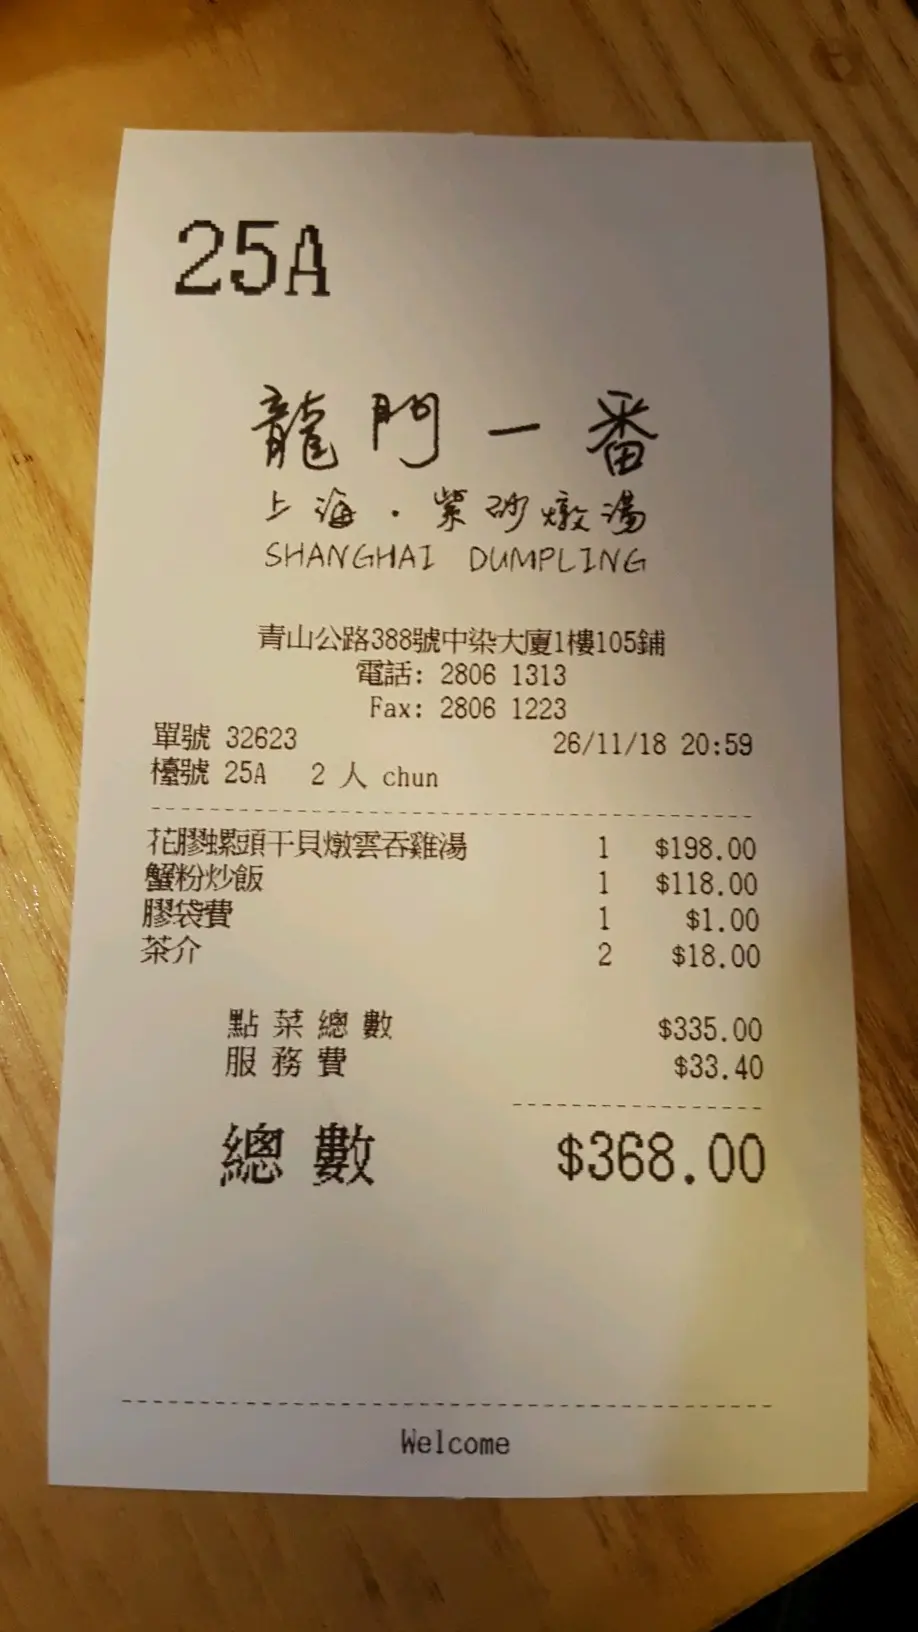 25A
龍門一番
上海·紫砂燉湯
SHANGHAI DUMPLING
青山公路388號中染大廈1樓105鋪
電話: 2806 1313
Fax: 2806 1223
單號 32623 26/11/18 20:59
檯號 25A 2 人 chun
花膠螺頭干貝燉雲吞雞湯 1 $198.00
蟹粉炒飯 1 $118.00
膠袋費 1 $1.00
茶介 2 $18.00
點菜總數 $335.00
服務費 $33.40
總數 $368.00
Welcome